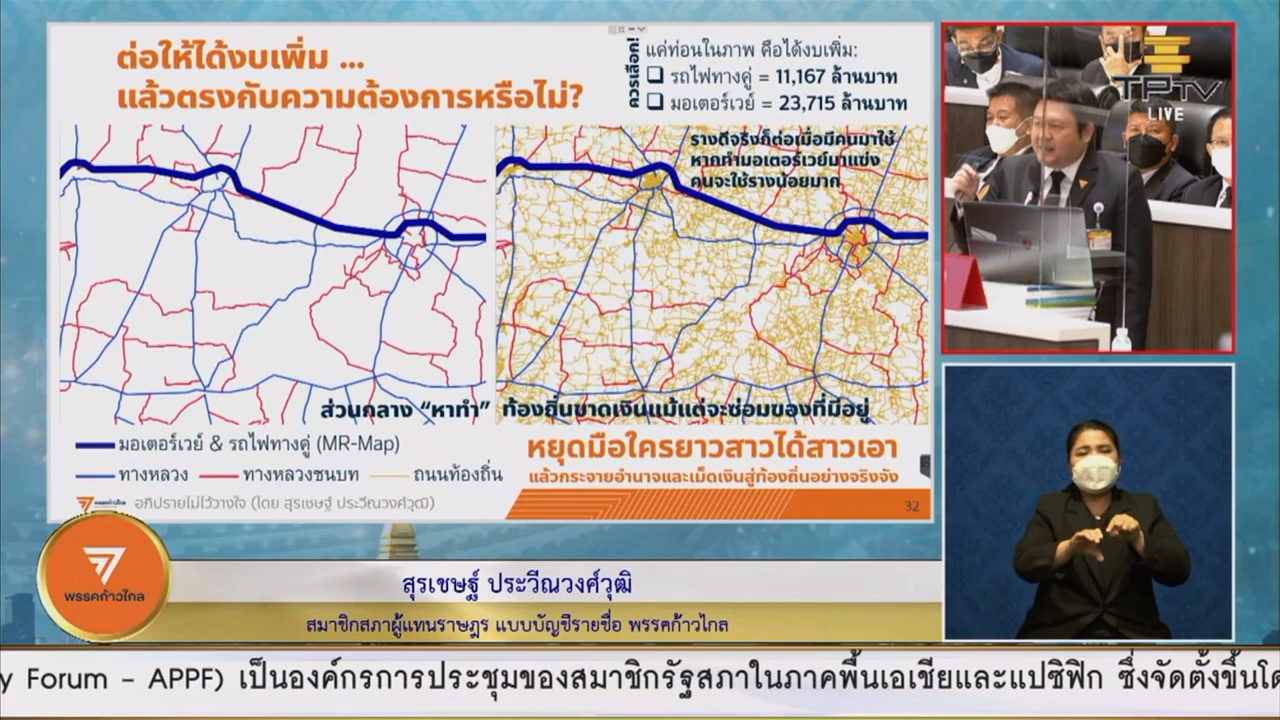 ต่อให้ได้งบเพิ่ม ...
แล้วตรงกับความต้องการหรือไม่?
ควรเลือก!
แค่ท่อนในภาพ คือได้งบเพิ่ม:
รถไฟทางคู่ = 11,167 ล้านบาท
มอเตอร์เวย์ = 23,715 ล้านบาท
รางดีจริงก็ต่อเมื่อมีคนมาใช้
หากทำมอเตอร์เวย์มาแข่ง
คนจะใช้รางน้อยมาก
ส่วนกลาง “หาทำ” ท้องถิ่นขาดเงินแม้แต่จะซ่อมของที่มีอยู่
มอเตอร์เวย์ & รถไฟทางคู่ (MR-Map)
ทางหลวง ทางหลวงชนบท ถนนท้องถิ่น
หยุดมือใครยาวสาวได้สาวเอา
แล้วกระจายอำนาจและเม็ดเงินสู่ท้องถิ่นอย่างจริงจัง
อภิปรายไม่ไว้วางใจ (โดย สุรเชษฐ์ ประวีณวงศ์วุฒิ)
32
TPTV
LIVE
พรรคก้าวไกล
สุรเชษฐ์ ประวีณวงศ์วุฒิ
สมาชิกสภาผู้แทนราษฎร แบบบัญชีรายชื่อ พรรคก้าวไกล
y Forum - APPF) เป็นองค์กรการประชุมของสมาชิกรัฐสภาในภาคพื้นเอเชียและแปซิฟิก ซึ่งจัดตั้งขึ้นโด